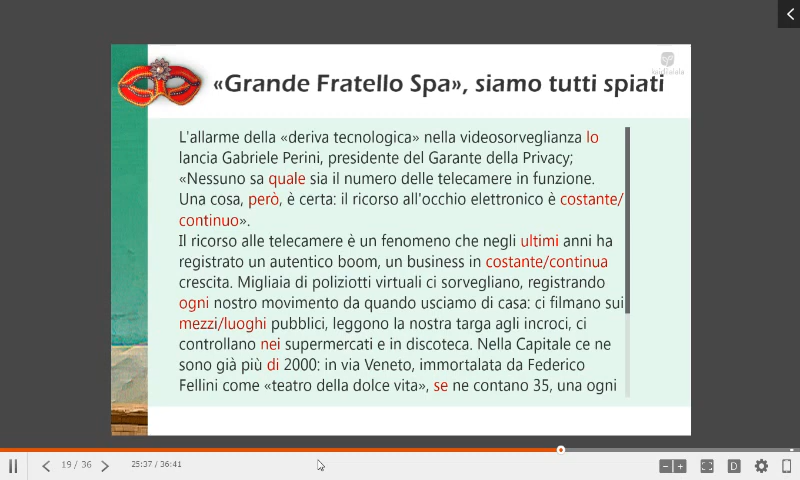 «Grande Fratello Spa», siamo tutti spiati
L'allarme della «deriva tecnologica» nella videosorveglianza lo
lancia Gabriele Perini, presidente del Garante della Privacy;
«Nessuno sa quale sia il numero delle telecamere in funzione.
Una cosa, però, è certa: il ricorso all'occhio elettronico è costante/
continuo».
Il ricorso alle telecamere è un fenomeno che negli ultimi anni ha
registrato un autentico boom, un business in costante/continua
crescita. Migliaia di poliziotti virtuali ci sorvegliano, registrando
ogni nostro movimento da quando usciamo di casa: ci filmano sui
mezzi/luoghi pubblici, leggono la nostra targa agli incroci, ci
controllano nei supermercati e in discoteca. Nella Capitale ce ne
sono già più di 2000: in via Veneto, immortalata da Federico
Fellini come «teatro della dolce vita», se ne contano 35, una ogni
19 / 36
25:37 / 36:41
D